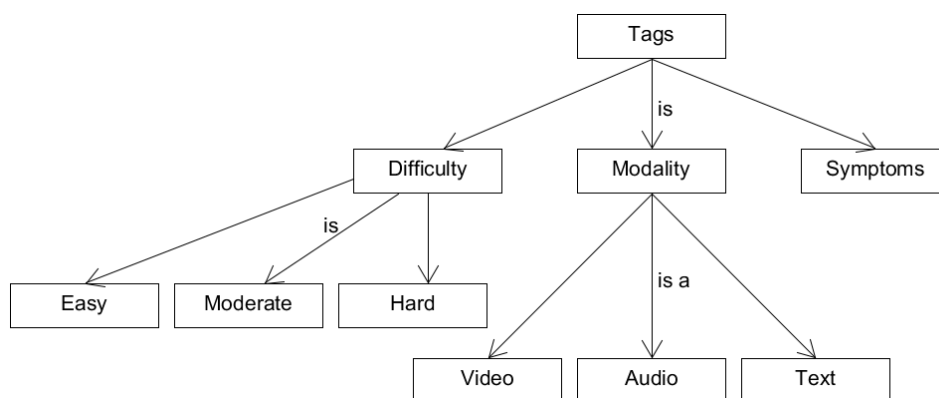 Tags
is
Difficulty
Modality
Symptoms
is
Easy
Moderate
Hard
is a
Video
Audio
Text